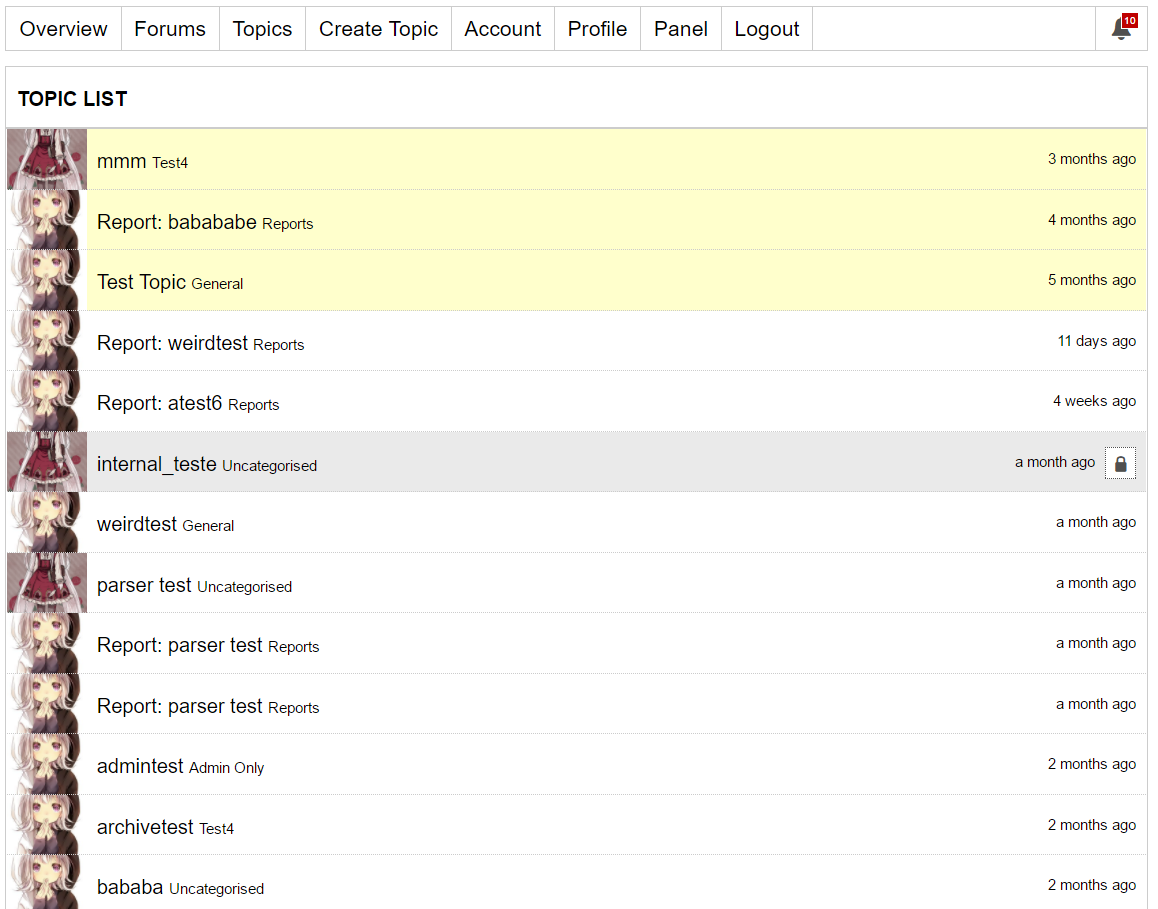 Overview Forums Topics Create Topic Account Profile Panel Logout 10
TOPIC LIST
mmm Test4 3 months ago
Report: babababe Reports 4 months ago
Test Topic General 5 months ago
Report: weirdtest Reports 11 days ago
Report: atest6 Reports 4 weeks ago
internal_teste Uncategorised a month ago
weirdtest General a month ago
parser test Uncategorised a month ago
Report: parser test Reports a month ago
Report: parser test Reports a month ago
admintest Admin Only 2 months ago
archivetest Test4 2 months ago
bababa Uncategorised 2 months ago